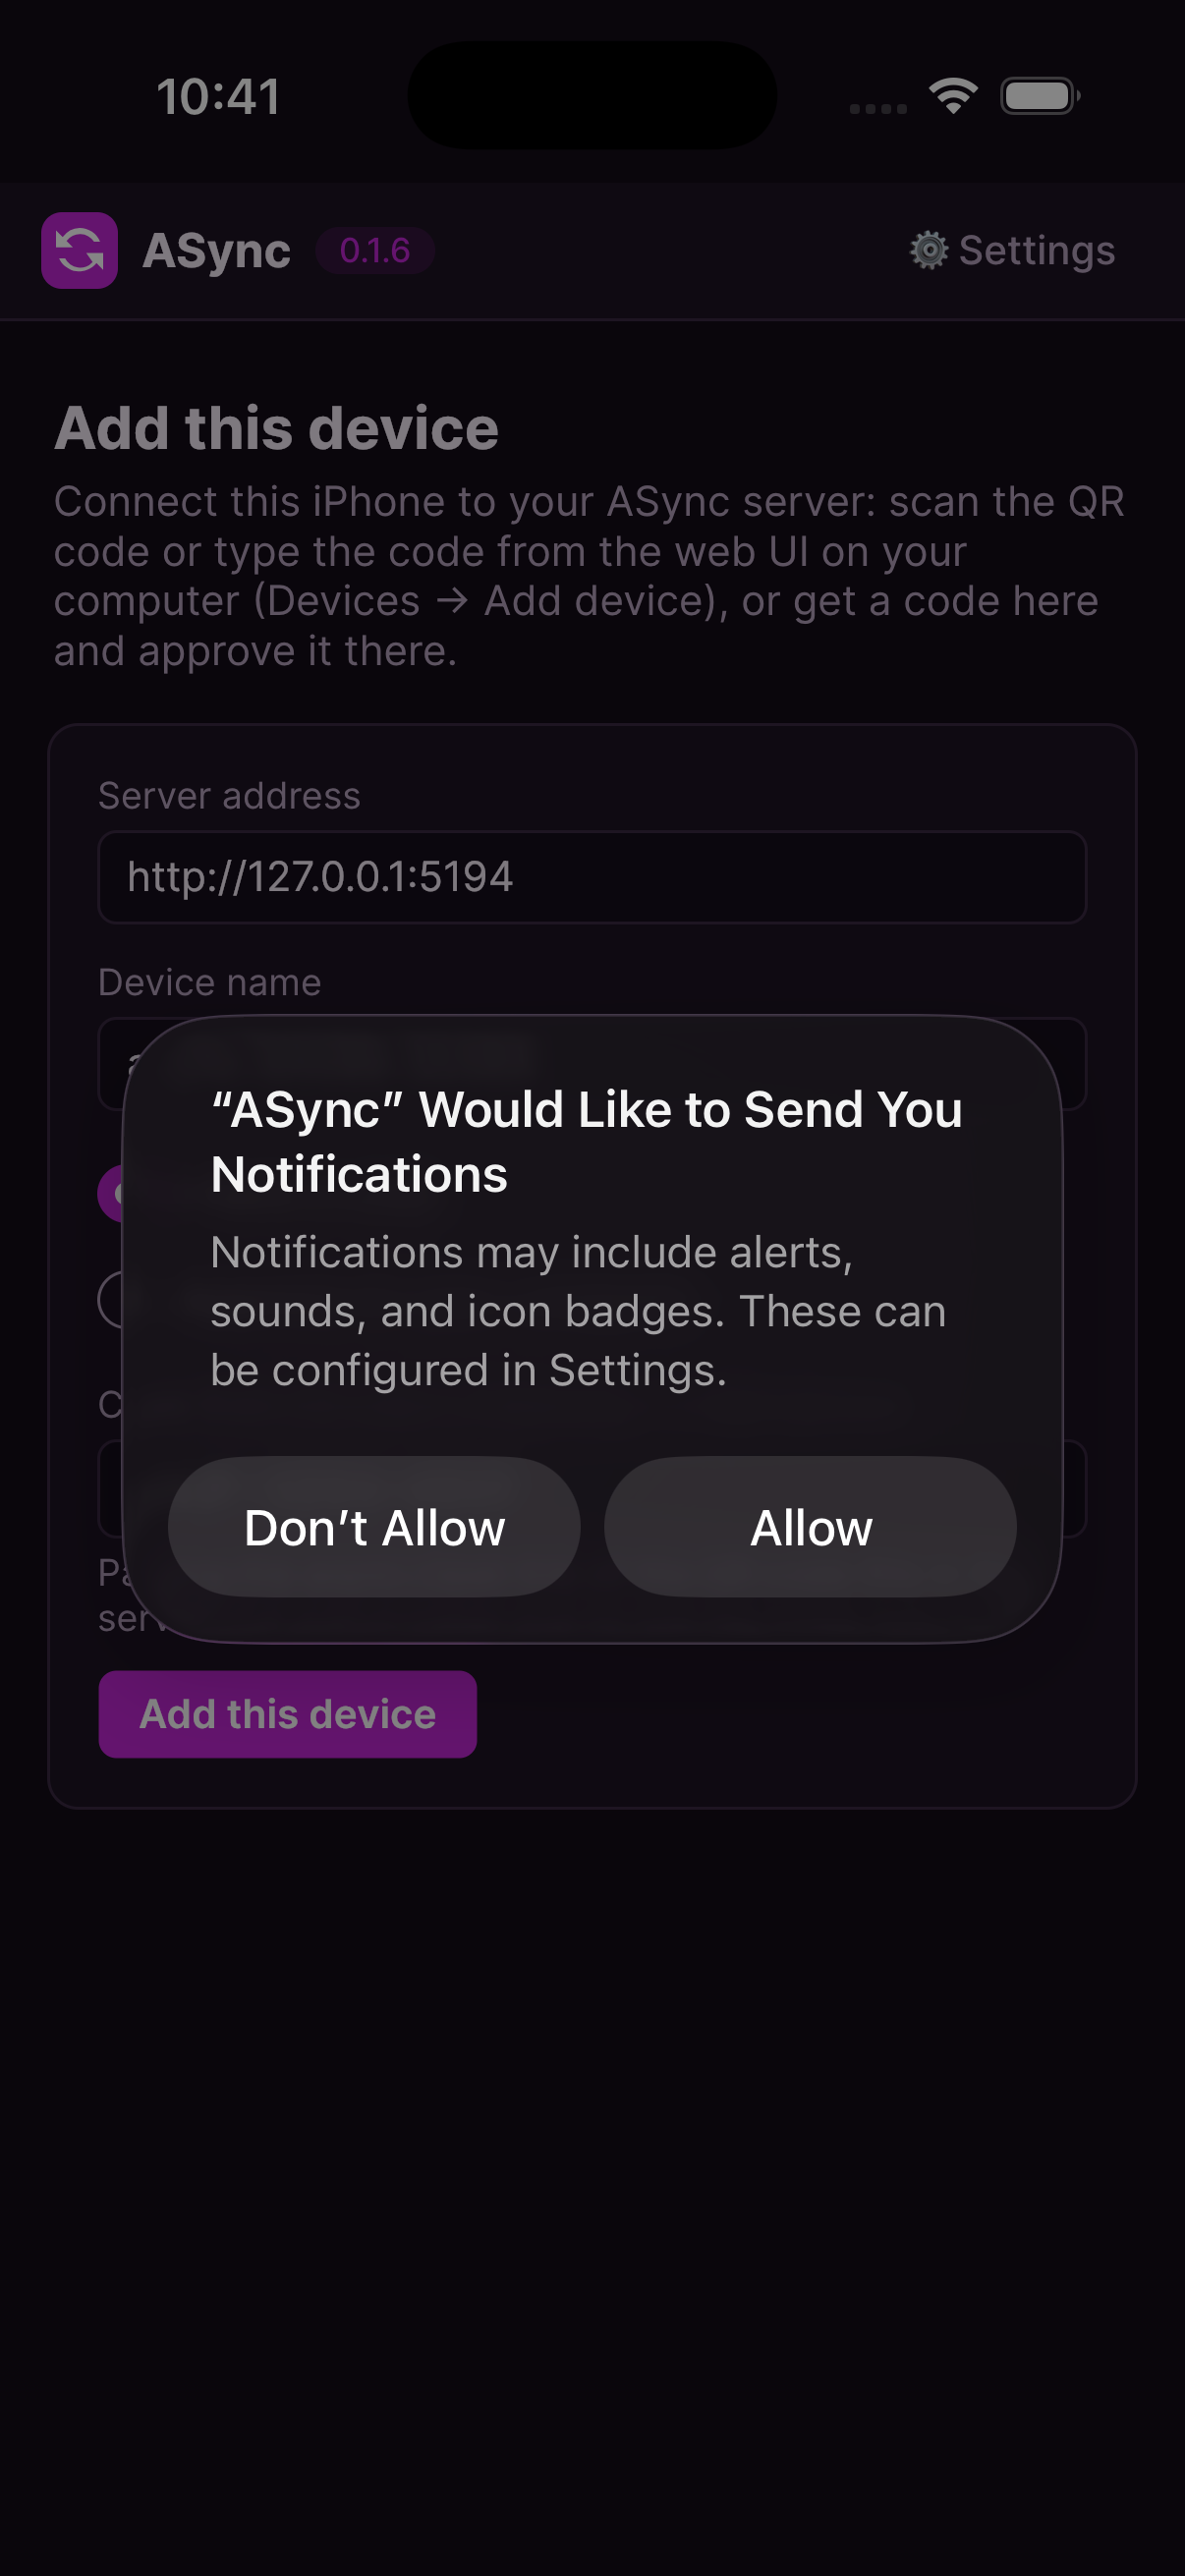 10:41
ASync 0.1.6 Settings
Add this device
Connect this iPhone to your ASync server: scan the QR
code or type the code from the web UI on your
computer (Devices → Add device), or get a code here
and approve it there.
Server address
http://127.0.0.1:5194
Device name
“ASync” Would Like to Send You
Notifications
Notifications may include alerts,
sounds, and icon badges. These can
be configured in Settings.
Don’t Allow Allow
Add this device